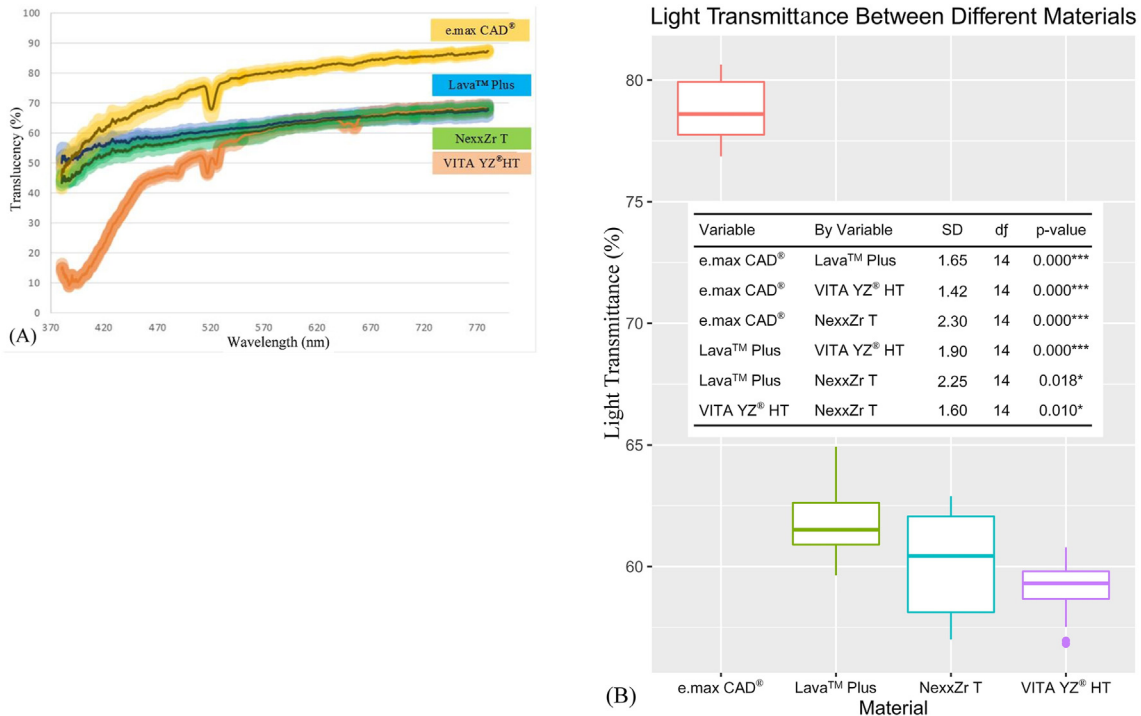 100
90
80
70
60
50
40
30
20
10
0
Translucency (%)
e.max CAD®
Lava™ Plus
NexxZr T
VITA YZ®HT
370 420 470 520 570 620 670 720 770
Wavelength (nm)
(A)
Light Transmittance Between Different Materials
80
75
70
65
60
Light Transmittance (%)
Variable By Variable SD df p-value
e.max CAD® Lava™ Plus 1.65 14 0.000***
e.max CAD® VITA YZ® HT 1.42 14 0.000***
e.max CAD® NexxZr T 2.30 14 0.000***
Lava™ Plus VITA YZ® HT 1.90 14 0.000***
Lava™ Plus NexxZr T 2.25 14 0.018*
VITA YZ® HT NexxZr T 1.60 14 0.010*
e.max CAD® Lava™ Plus NexxZr T VITA YZ® HT
Material
(B)